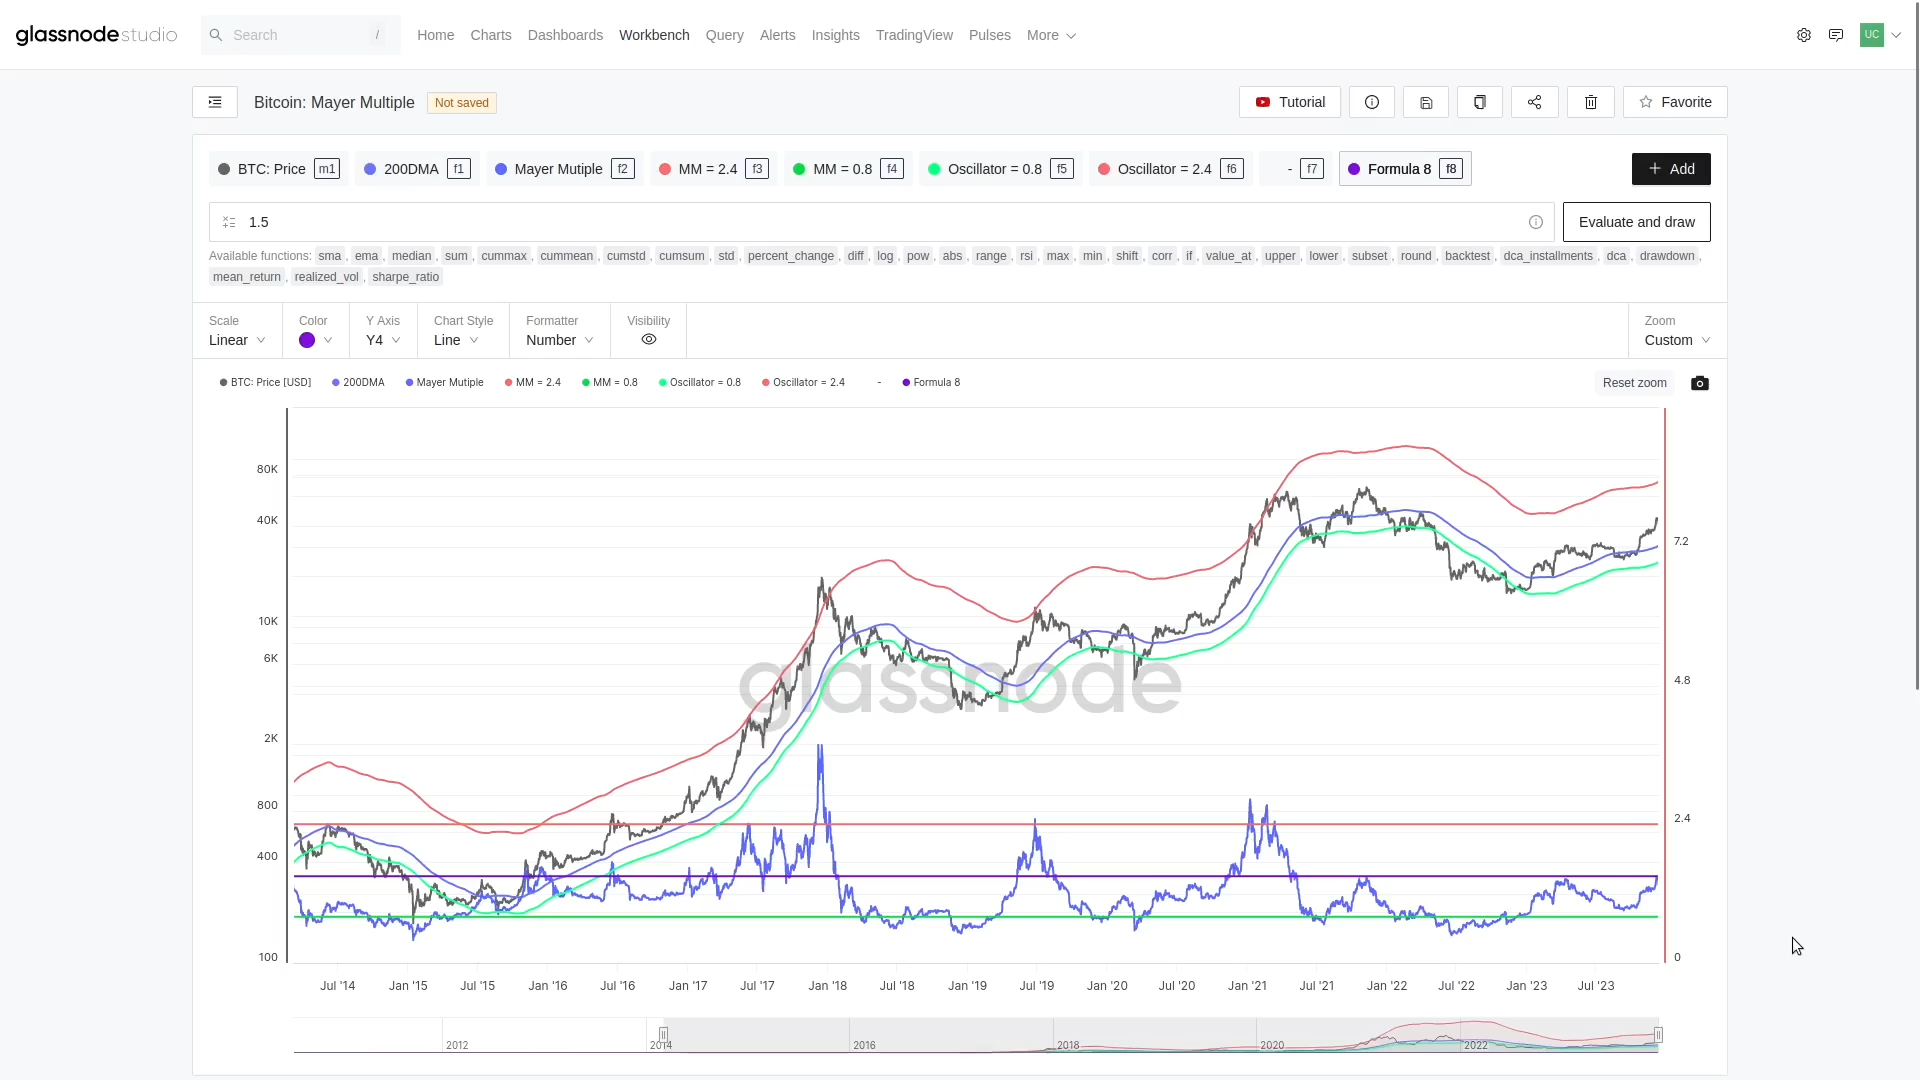 glassnodestudio Search / Home Charts Dashboards Workbench Query Alerts Insights TradingView Pulses More UC
Bitcoin: Mayer Multiple Not saved Tutorial Favorite
BTC: Price m1 200DMA f1 Mayer Mutiple f2 MM = 2.4 f3 MM = 0.8 f4 Oscillator = 0.8 f5 Oscillator = 2.4 f6 - f7 Formula 8 f8 + Add
1.5 Evaluate and draw
Available functions: sma , ema , median , sum , cummax , cummean , cumstd , cumsum , std , percent_change , diff , log , pow , abs , range , rsi , max , min , shift , corr , if , value_at , upper , lower , subset , round , backtest , dca_installments , dca , drawdown ,
mean_return , realized_vol , sharpe_ratio
Scale Color Y Axis Chart Style Formatter Visibility Zoom
Linear Y4 Line Number Custom
BTC: Price [USD] 200DMA Mayer Mutiple MM = 2.4 MM = 0.8 Oscillator = 0.8 Oscillator = 2.4 - Formula 8 Reset zoom
80K
40K
7.2
10K
6K
4.8
glassnode
2K
800
2.4
400
100
0
Jul '14 Jan '15 Jul '15 Jan '16 Jul '16 Jan '17 Jul '17 Jan '18 Jul '18 Jan '19 Jul '19 Jan '20 Jul '20 Jan '21 Jul '21 Jan '22 Jul '22 Jan '23 Jul '23
2012 2014 2016 2018 2020 2022